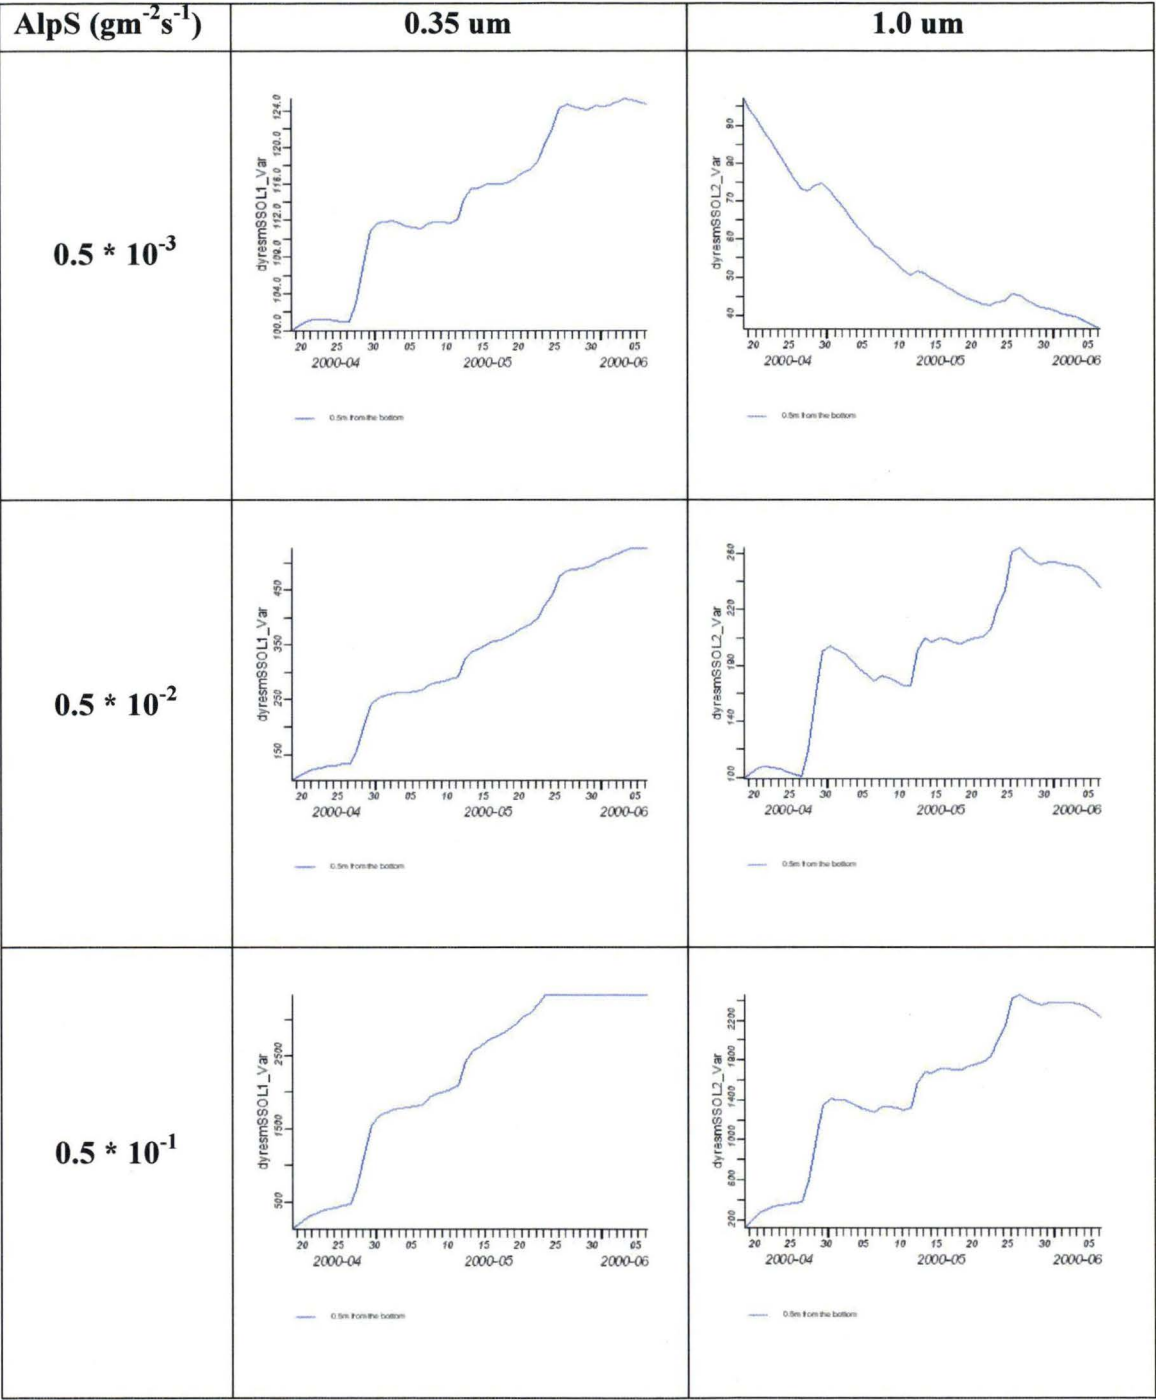 AlpS (gm-2s-1) 0.35 um 1.0 um
0.5 * 10-3
dyresmSSOL1_Var
124.0
120.0
116.0
112.0
108.0
104.0
100.0
20 25 30 05 10 15 20 25 30 05
2000-04 2000-05 2000-06
0.5m from the bottom
dyresmSSOL2_Var
90
80
70
60
50
40
20 25 30 05 10 15 20 25 30 05
2000-04 2000-05 2000-06
0.5m from the bottom
0.5 * 10-2
dyresmSSOL1_Var
450
350
250
150
20 25 30 05 10 15 20 25 30 05
2000-04 2000-05 2000-06
0.5m from the bottom
dyresmSSOL2_Var
260
220
180
140
100
20 25 30 05 10 15 20 25 30 05
2000-04 2000-05 2000-06
0.5m from the bottom
0.5 * 10-1
dyresmSSOL1_Var
2500
1500
500
20 25 30 05 10 15 20 25 30 05
2000-04 2000-05 2000-06
0.5m from the bottom
dyresmSSOL2_Var
2200
1800
1400
1000
600
200
20 25 30 05 10 15 20 25 30 05
2000-04 2000-05 2000-06
0.5m from the bottom